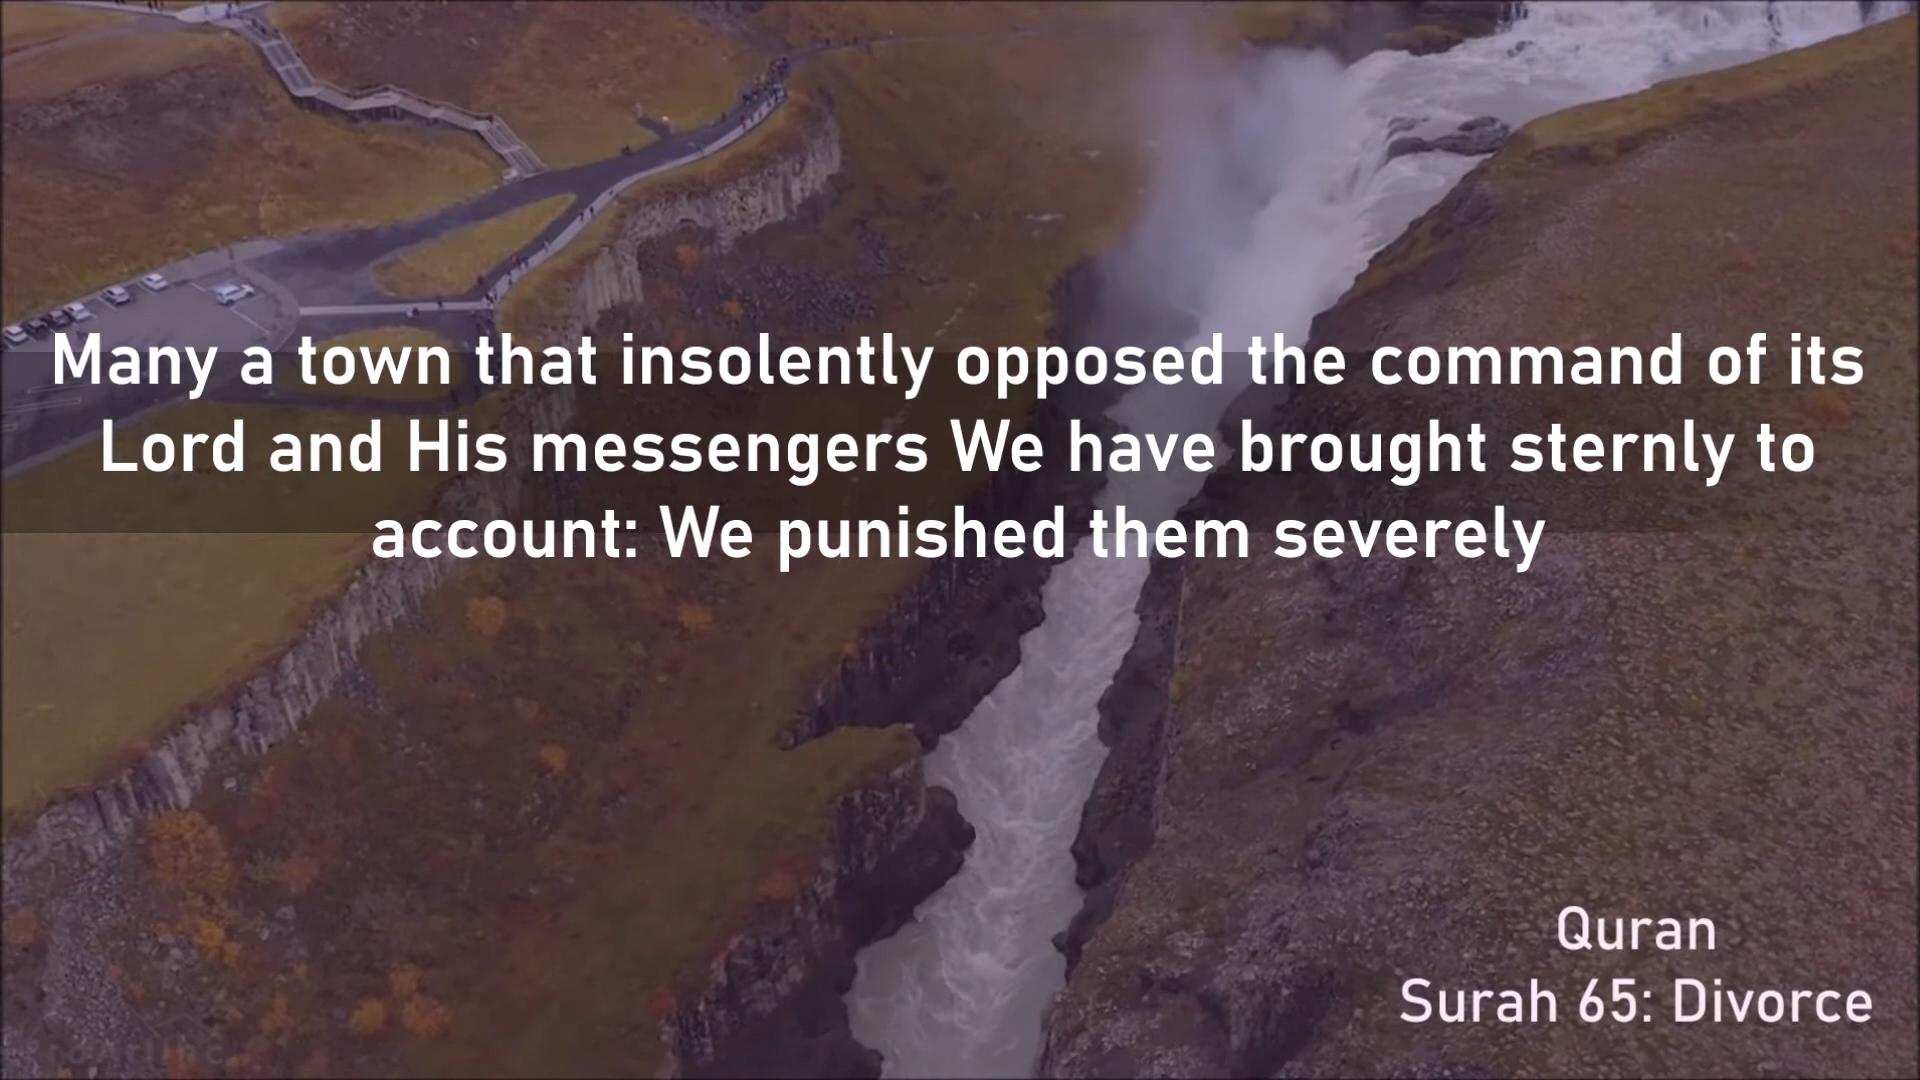 Many a town that insolently opposed the command of its
Lord and His messengers We have brought sternly to
account: We punished them severely
Quran
Surah 65: Divorce